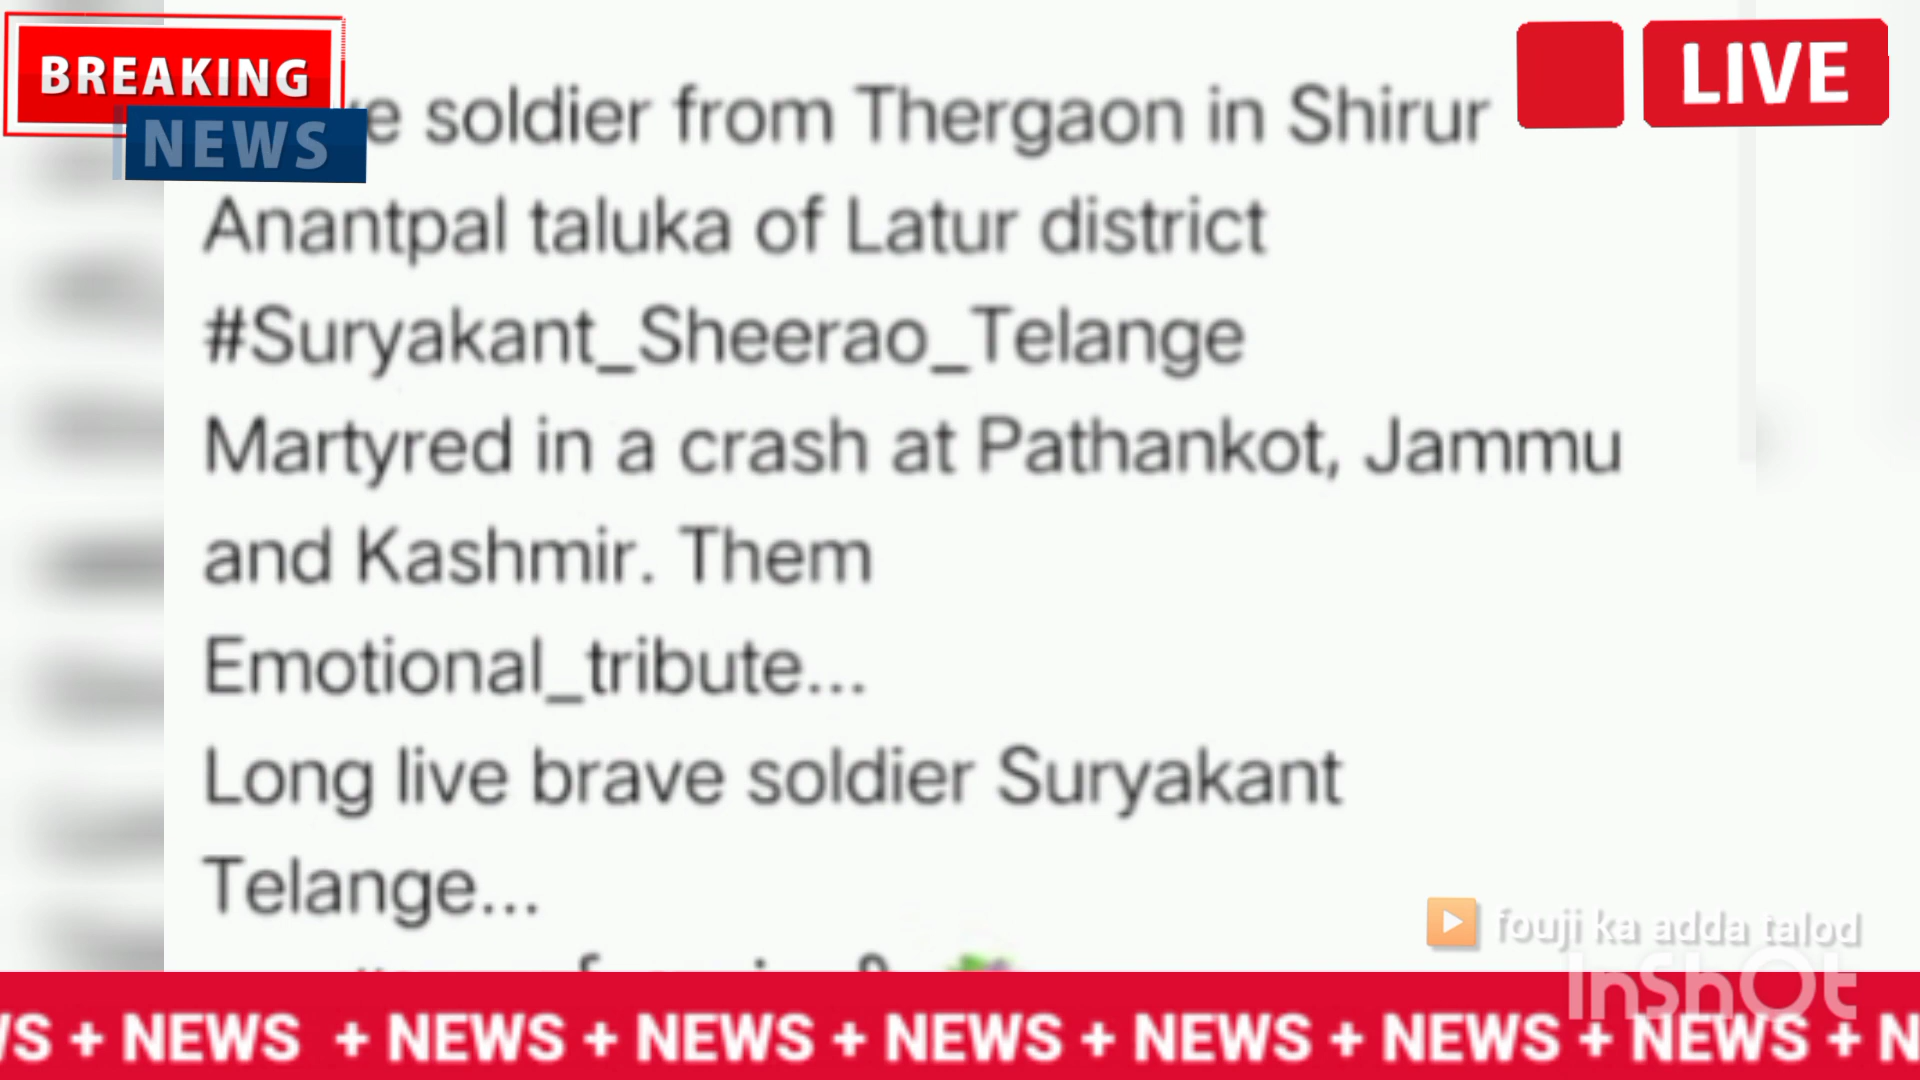 BREAKING
NEWS
LIVE
soldier from Thergaon in Shirur
Anantpal taluka of Latur district
#Suryakant_Sheerao_Telange
Martyred in a crash at Pathankot, Jammu
and Kashmir. Them
Emotional_tribute...
Long live brave soldier Suryakant
Telange...
fouji ka adda talod
InShOt
+ NEWS + NEWS + NEWS + NEWS + NEWS + NEWS + NEWS +